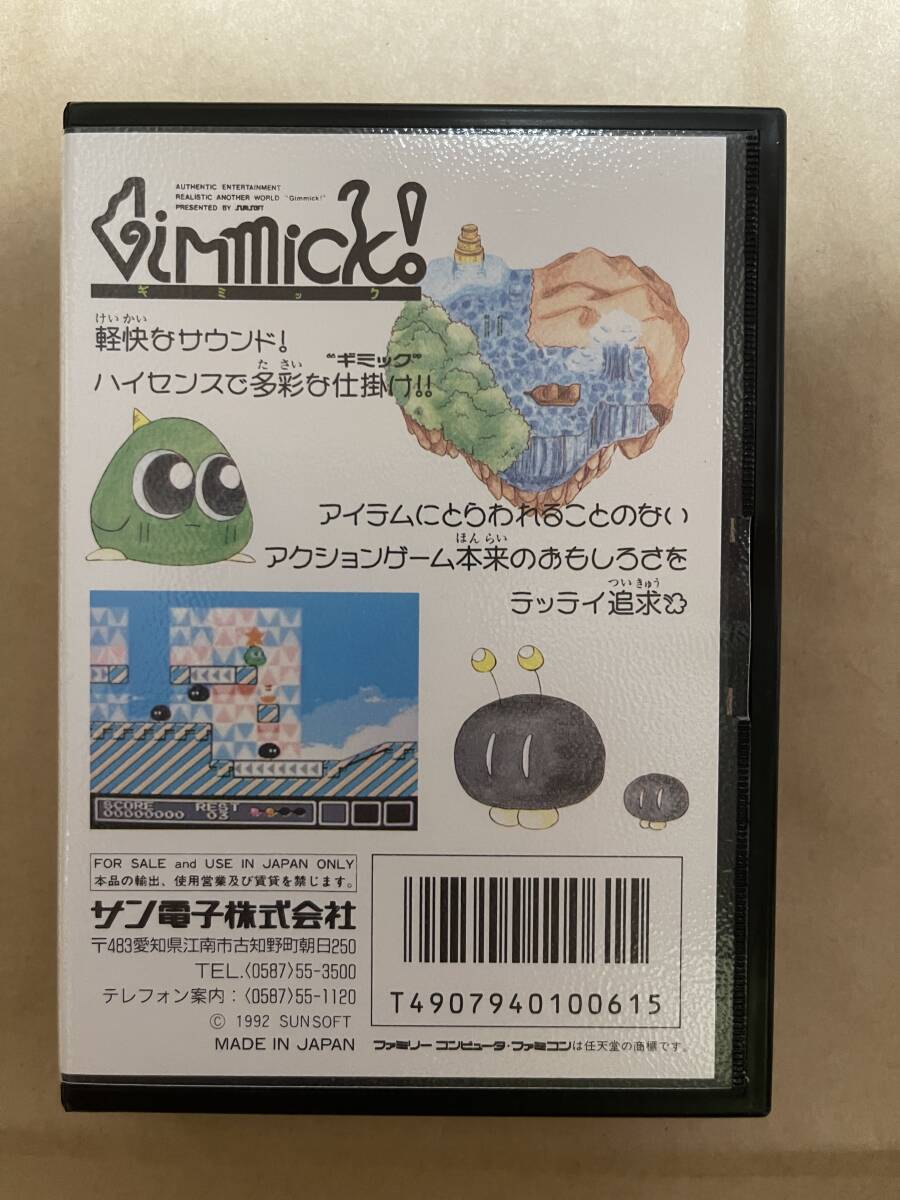 AUTHENTIC ENTERTAINMENT
REALISTIC ANOTHER WORLD "Gimmick!"
PRESENTED BY SUNSOFT
Gimmick!
ギミック
けいかい
軽快なサウンド!
たさい “ギミック”
ハイセンスで多彩な仕掛け!!
アイテムにとらわれることのない
ほんらい
アクションゲーム本来のおもしろさを
ついきゅう
テッテイ追求
SCORE REST
00000000 03
FOR SALE and USE IN JAPAN ONLY
本品の輸出、使用営業及び賃貸を禁じます。
サン電子株式会社
〒483愛知県江南市古知野町朝日250
TEL.〈0587〉55-3500
テレフォン案内:〈0587〉55-1120
© 1992 SUNSOFT
MADE IN JAPAN
T4907940100615
ファミリーコンピュータ・ファミコンは任天堂の商標です。